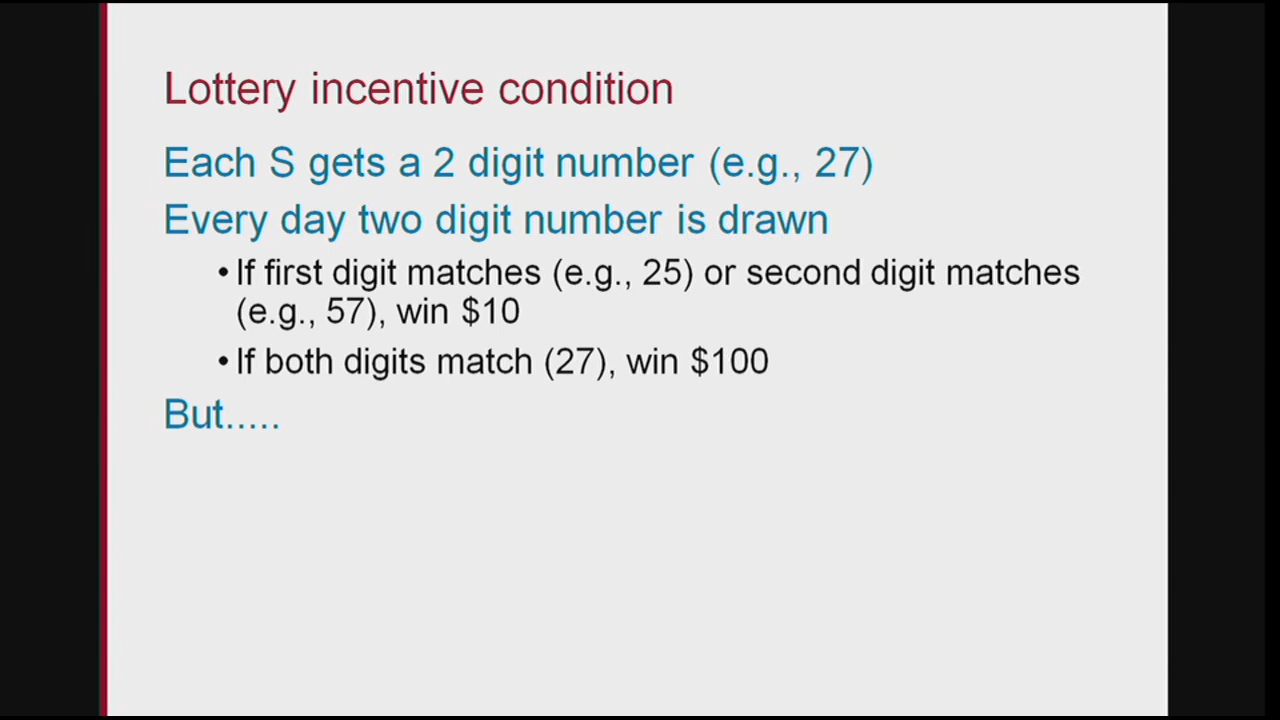 Lottery incentive condition
Each S gets a 2 digit number (e.g., 27)
Every day two digit number is drawn
•If first digit matches (e.g., 25) or second digit matches
(e.g., 57), win $10
•If both digits match (27), win $100
But.....